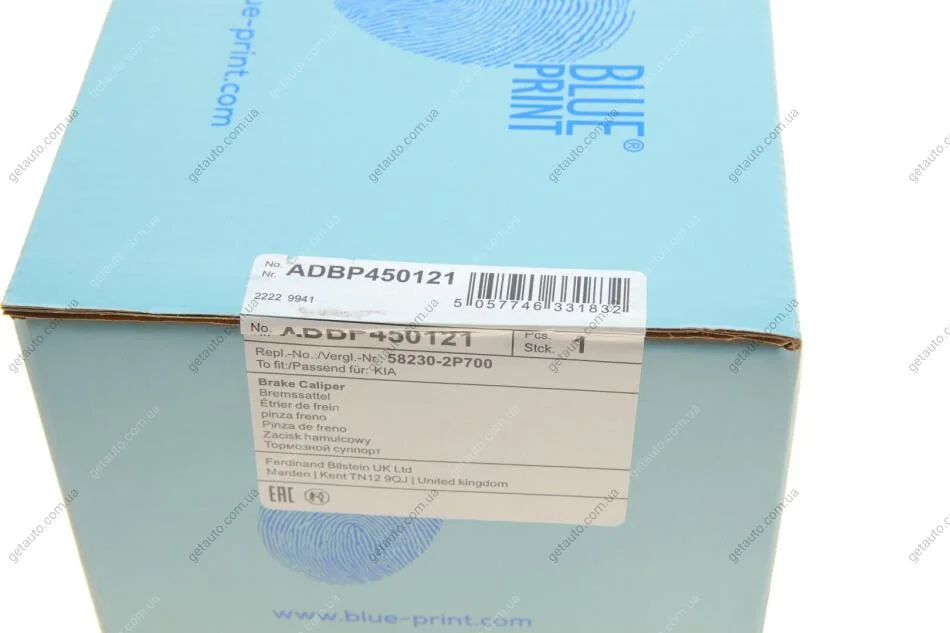 blue-print.com
BLUE
PRINT®
No.
Nr. ADBP450121
2222 9941
5 057746 331832
No. ADBP450121
Pcs.
Stck. 1
Repl.-No.:/Vergl.-Nr.: 58230-2P700
To fit:/Passend für: KIA
Brake Caliper
Bremssattel
Étrier de frein
pinza freno
Pinza de freno
Zacisk hamulcowy
Тормозной суппорт
Ferdinand Bilstein UK Ltd
Marden | Kent TN12 9QJ | United kingdom
EAC
www.blue-print.com
getauto.com.ua